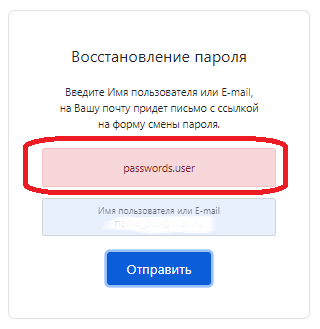 Восстановление пароля
Введите Имя пользователя или E-mail,
на Вашу почту придет письмо с ссылкой
на форму смены пароля.
passwords.user
Имя пользователя или E-mail
Отправить